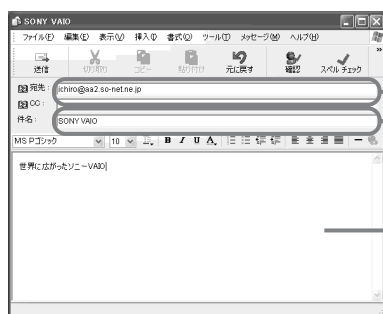 SONY VAIO
ファイル(F) 編集(E) 表示(V) 挿入(I) 書式(O) ツール(T) メッセージ(M) ヘルプ(H)
送信 切り取り コピー 貼り付け 元に戻す 確認 スペル チェック
宛先: ichiro@aa2.so-net.ne.jp
CC:
件名: SONY VAIO
MS Pゴシック 10 B I U A
世界に広がったソニーVAIO